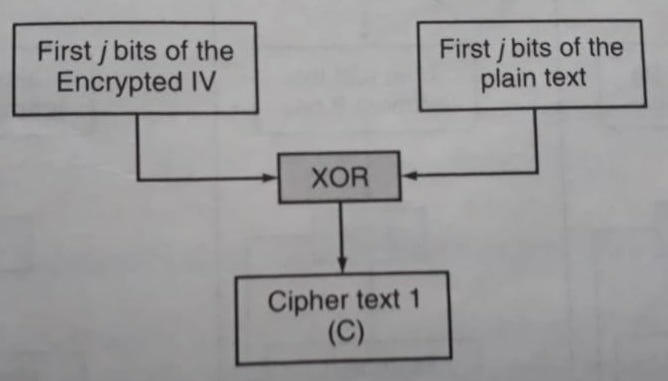 First j bits of the
Encrypted IV
First j bits of the
plain text
XOR
Cipher text 1
(C)